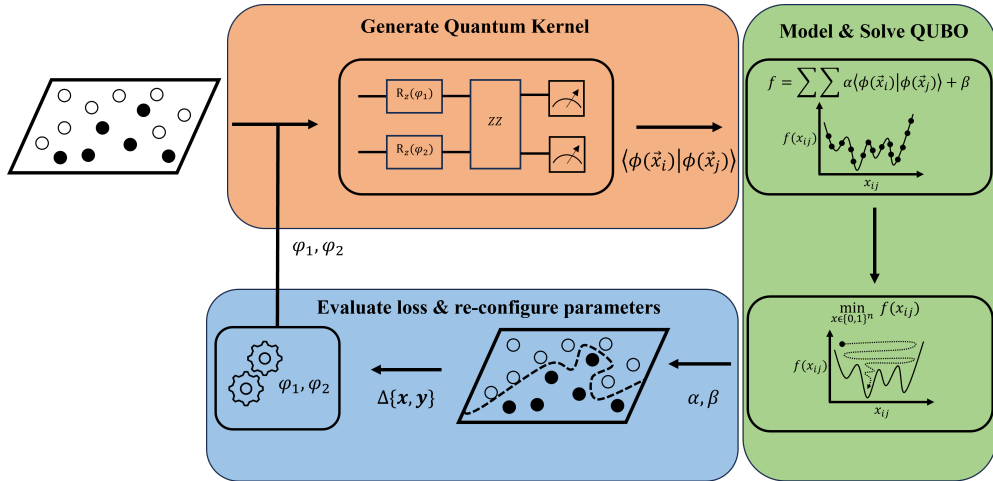 Generate Quantum Kernel
R_z(φ_1)
R_z(φ_2)
ZZ
⟨ϕ(x⃗_i)|ϕ(x⃗_j)⟩
Model & Solve QUBO
f = ∑ ∑ α⟨ϕ(x⃗_i)|ϕ(x⃗_j)⟩ + β
f(x_ij)
x_ij
min f(x_ij)
x∈{0,1}^n
f(x_ij)
x_ij
φ_1, φ_2
Evaluate loss & re-configure parameters
φ_1, φ_2
Δ{x, y}
α, β